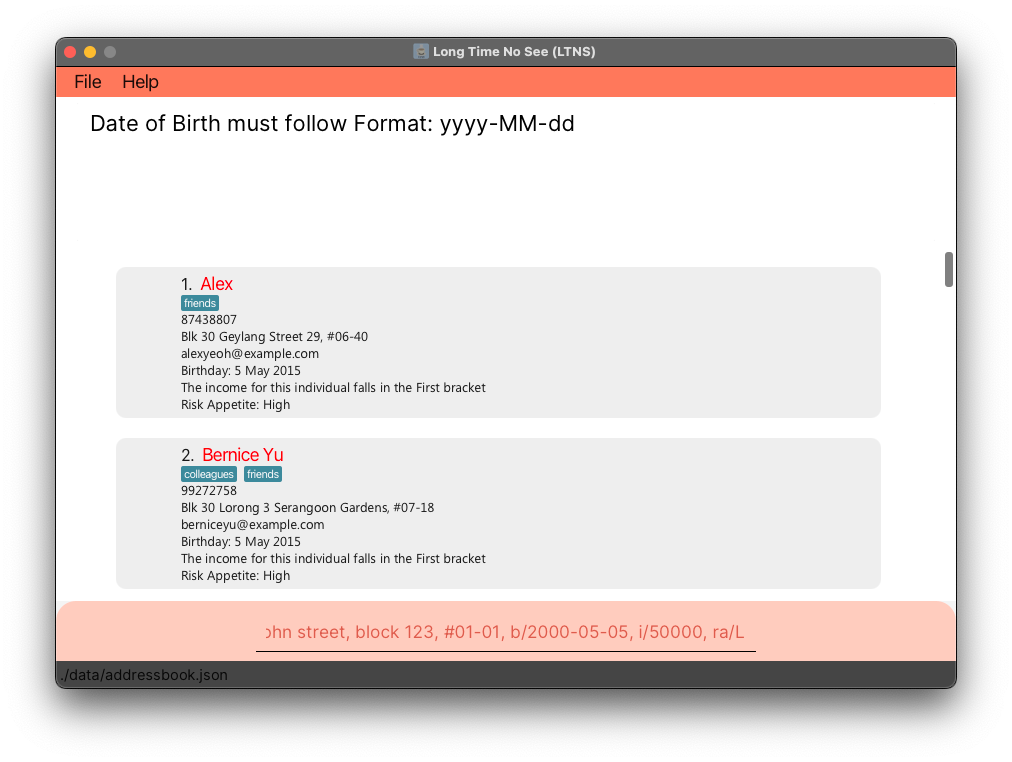 Long Time No See (LTNS)
File Help
Date of Birth must follow Format: yyyy-MM-dd
1. Alex
friends
87438807
Blk 30 Geylang Street 29, #06-40
alexyeoh@example.com
Birthday: 5 May 2015
The income for this individual falls in the First bracket
Risk Appetite: High
2. Bernice Yu
colleagues friends
99272758
Blk 30 Lorong 3 Serangoon Gardens, #07-18
berniceyu@example.com
Birthday: 5 May 2015
The income for this individual falls in the First bracket
Risk Appetite: High
ohn street, block 123, #01-01, b/2000-05-05, i/50000, ra/L
./data/addressbook.json